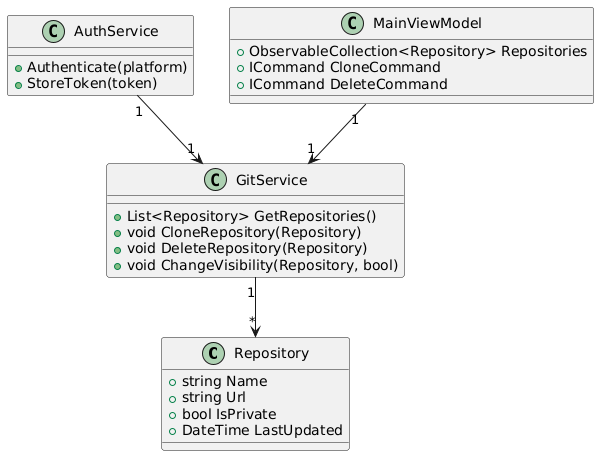 C AuthService
Authenticate(platform)
StoreToken(token)
C MainViewModel
ObservableCollection<Repository> Repositories
ICommand CloneCommand
ICommand DeleteCommand
1
1
1
1
C GitService
List<Repository> GetRepositories()
void CloneRepository(Repository)
void DeleteRepository(Repository)
void ChangeVisibility(Repository, bool)
1
*
C Repository
string Name
string Url
bool IsPrivate
DateTime LastUpdated